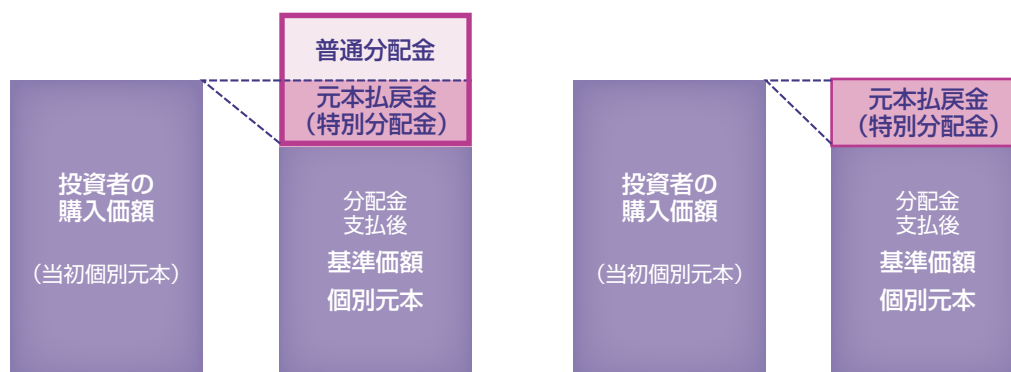 普通分配金
元本払戻金
（特別分配金）
投資者の
購入価額
（当初個別元本）
分配金
支払後
基準価額
個別元本
元本払戻金
（特別分配金）
投資者の
購入価額
（当初個別元本）
分配金
支払後
基準価額
個別元本